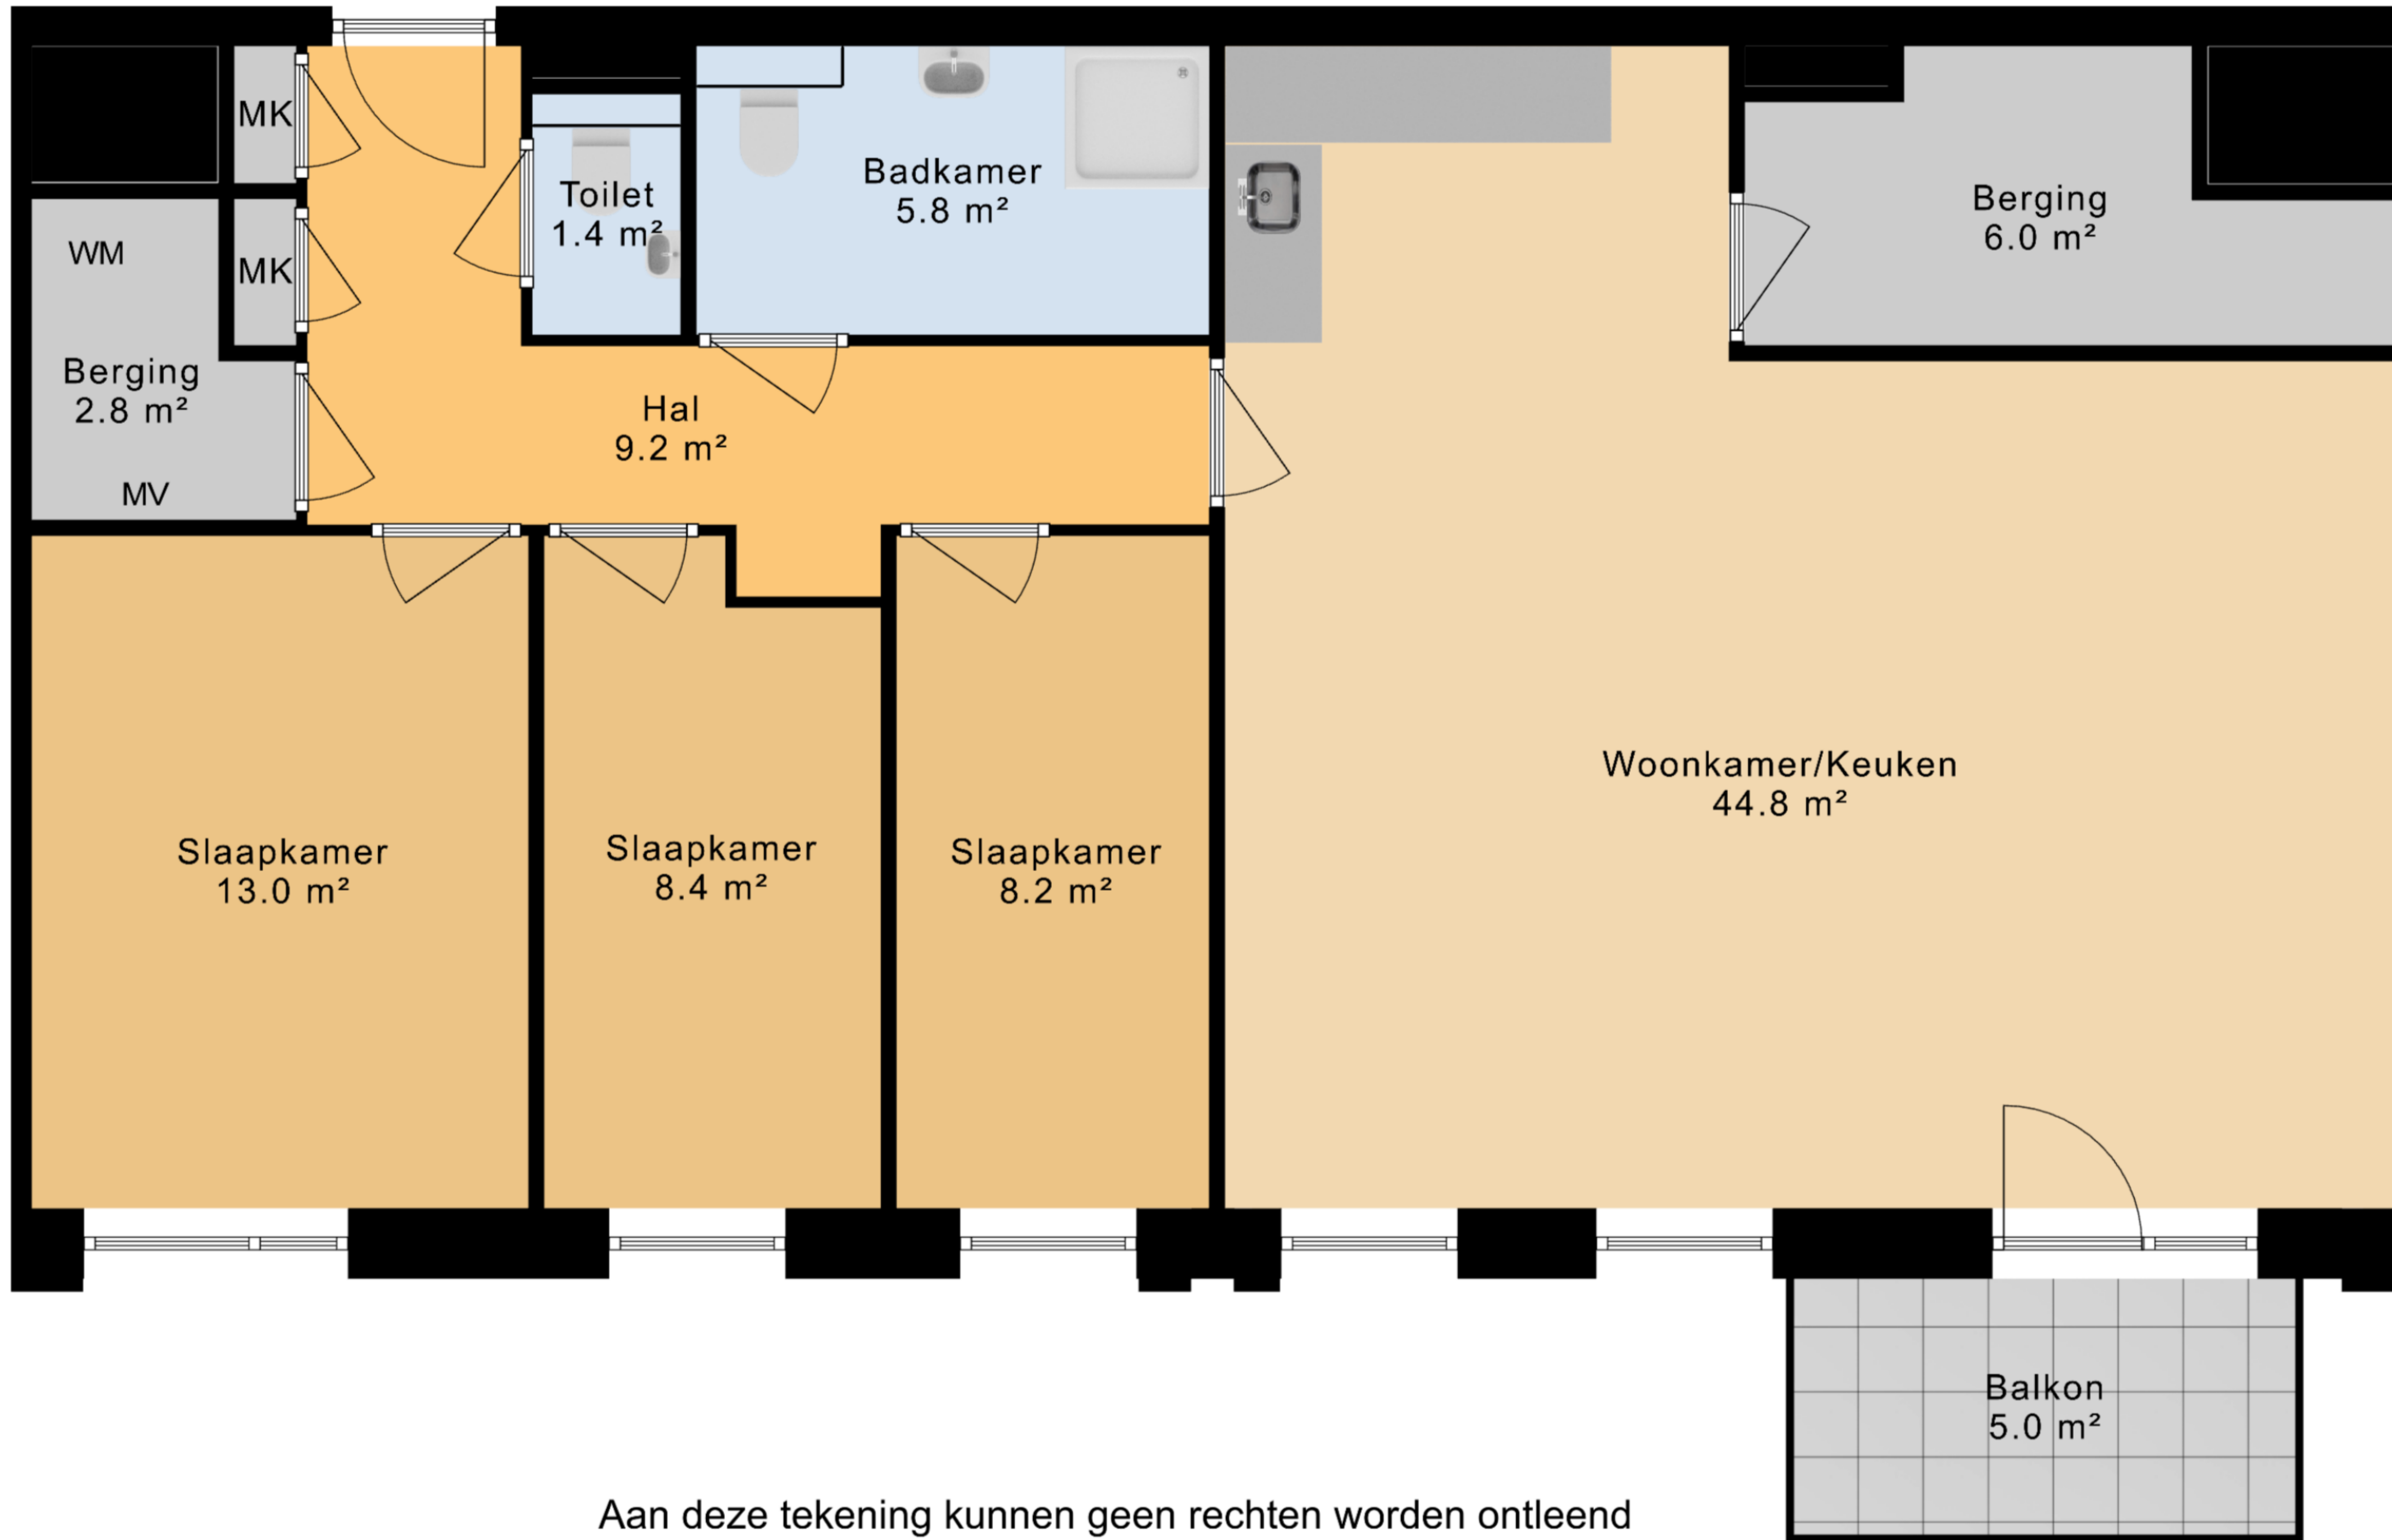 MK
Toilet
1.4 m²
Badkamer
5.8 m²
Berging
6.0 m²
WM
MK
Berging
2.8 m²
MV
Hal
9.2 m²
Woonkamer/Keuken
44.8 m²
Slaapkamer
13.0 m²
Slaapkamer
8.4 m²
Slaapkamer
8.2 m²
Balkon
5.0 m²
Aan deze tekening kunnen geen rechten worden ontleend